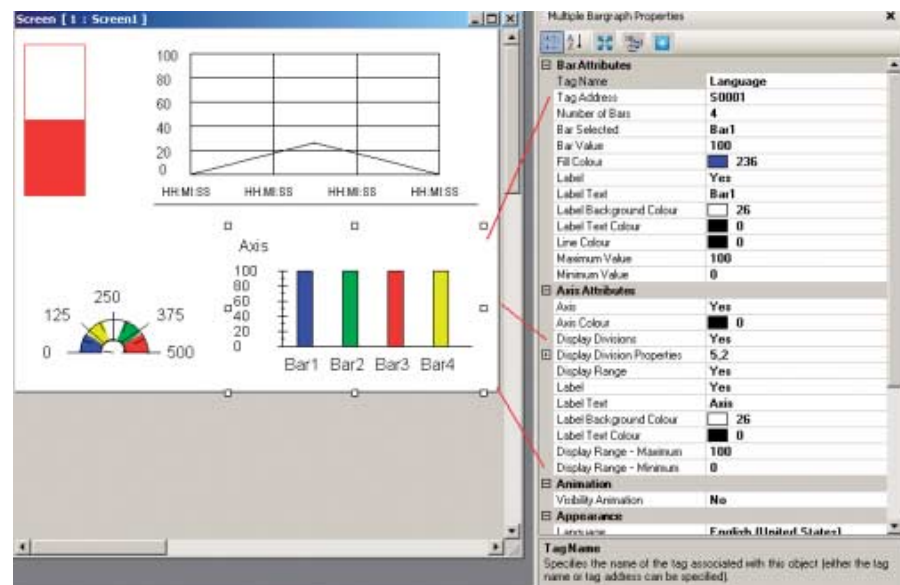 Screen [ 1 : Screen1 ]
100
80
60
40
20
0
HH:MI:SS HH:MI:SS HH:MI:SS HH:MI:SS
Axis
100
80
60
40
20
0
Bar1 Bar2 Bar3 Bar4
250
125 375
0 500
Multiple Bargraph Properties
Bar Attributes
Tag Name Language
Tag Address S0001
Number of Bars 4
Bar Selected Bar1
Bar Value 100
Fill Colour 236
Label Yes
Label Text Bar1
Label Background Colour 26
Label Text Colour 0
Line Colour 0
Maximum Value 100
Minimum Value 0
Axis Attributes
Axis Yes
Axis Colour 0
Display Divisions Yes
Display Division Properties 5,2
Display Range Yes
Label Yes
Label Text Axis
Label Background Colour 26
Label Text Colour 0
Display Range - Maximum 100
Display Range - Minimum 0
Animation
Visibility Animation No
Appearance
Language English (United States)
Tag Name
Specifies the name of the tag associated with this object (either the tag
name or tag address can be specified).